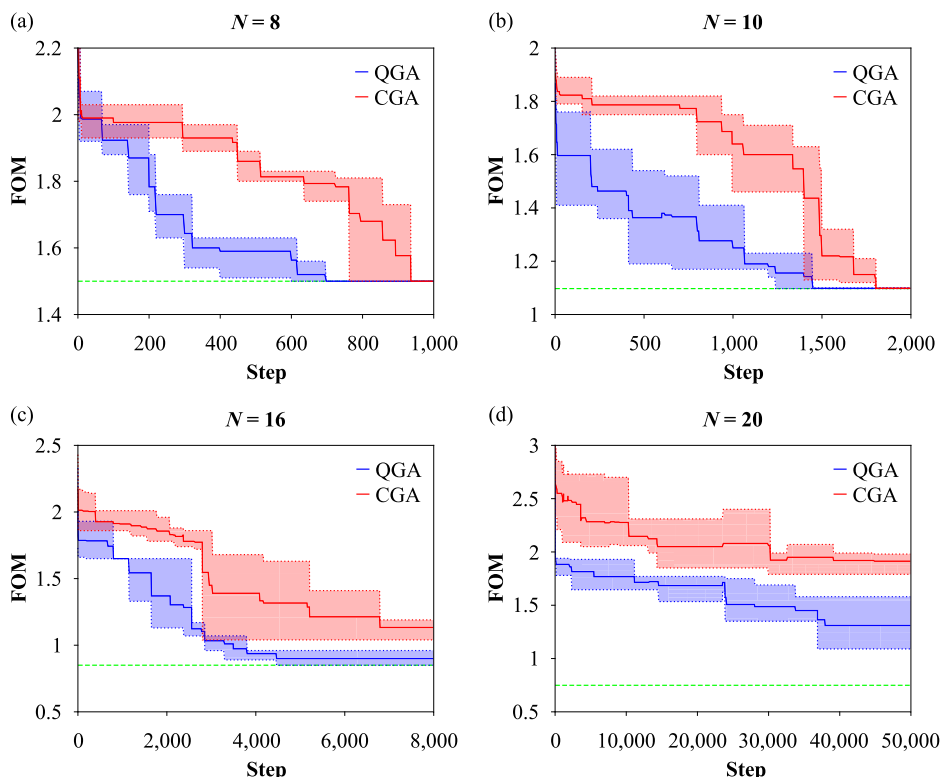 (a)
N = 8
2.2
2
1.8
1.6
1.4
FOM
QGA
CGA
0
200
400
600
800
1,000
Step
(b)
N = 10
2
1.8
1.6
1.4
1.2
1
FOM
QGA
CGA
0
500
1,000
1,500
2,000
Step
(c)
N = 16
2.5
2
1.5
1
0.5
FOM
QGA
CGA
0
2,000
4,000
6,000
8,000
Step
(d)
N = 20
3
2.5
2
1.5
1
0.5
FOM
QGA
CGA
0
10,000
20,000
30,000
40,000
50,000
Step